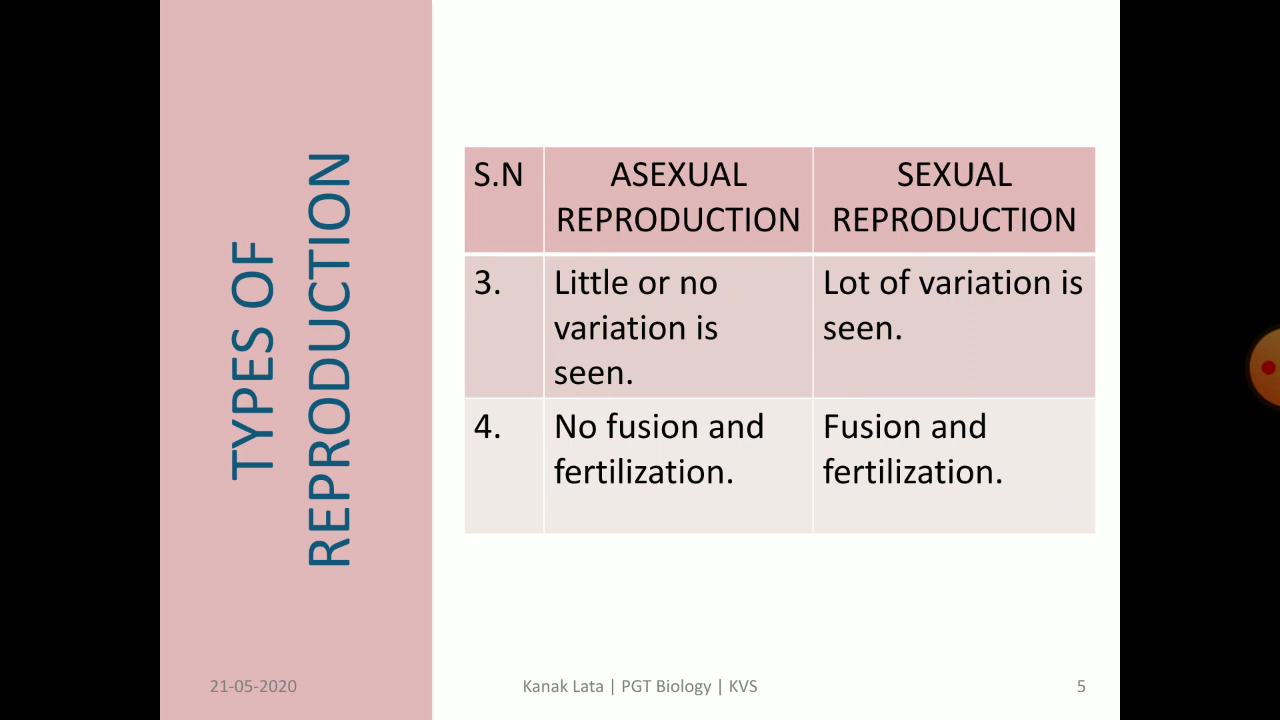 TYPES OF
REPRODUCTION
S.N
ASEXUAL
REPRODUCTION
SEXUAL
REPRODUCTION
3.
Little or no
variation is
seen.
Lot of variation is
seen.
4.
No fusion and
fertilization.
Fusion and
fertilization.
21-05-2020
Kanak Lata | PGT Biology | KVS
5